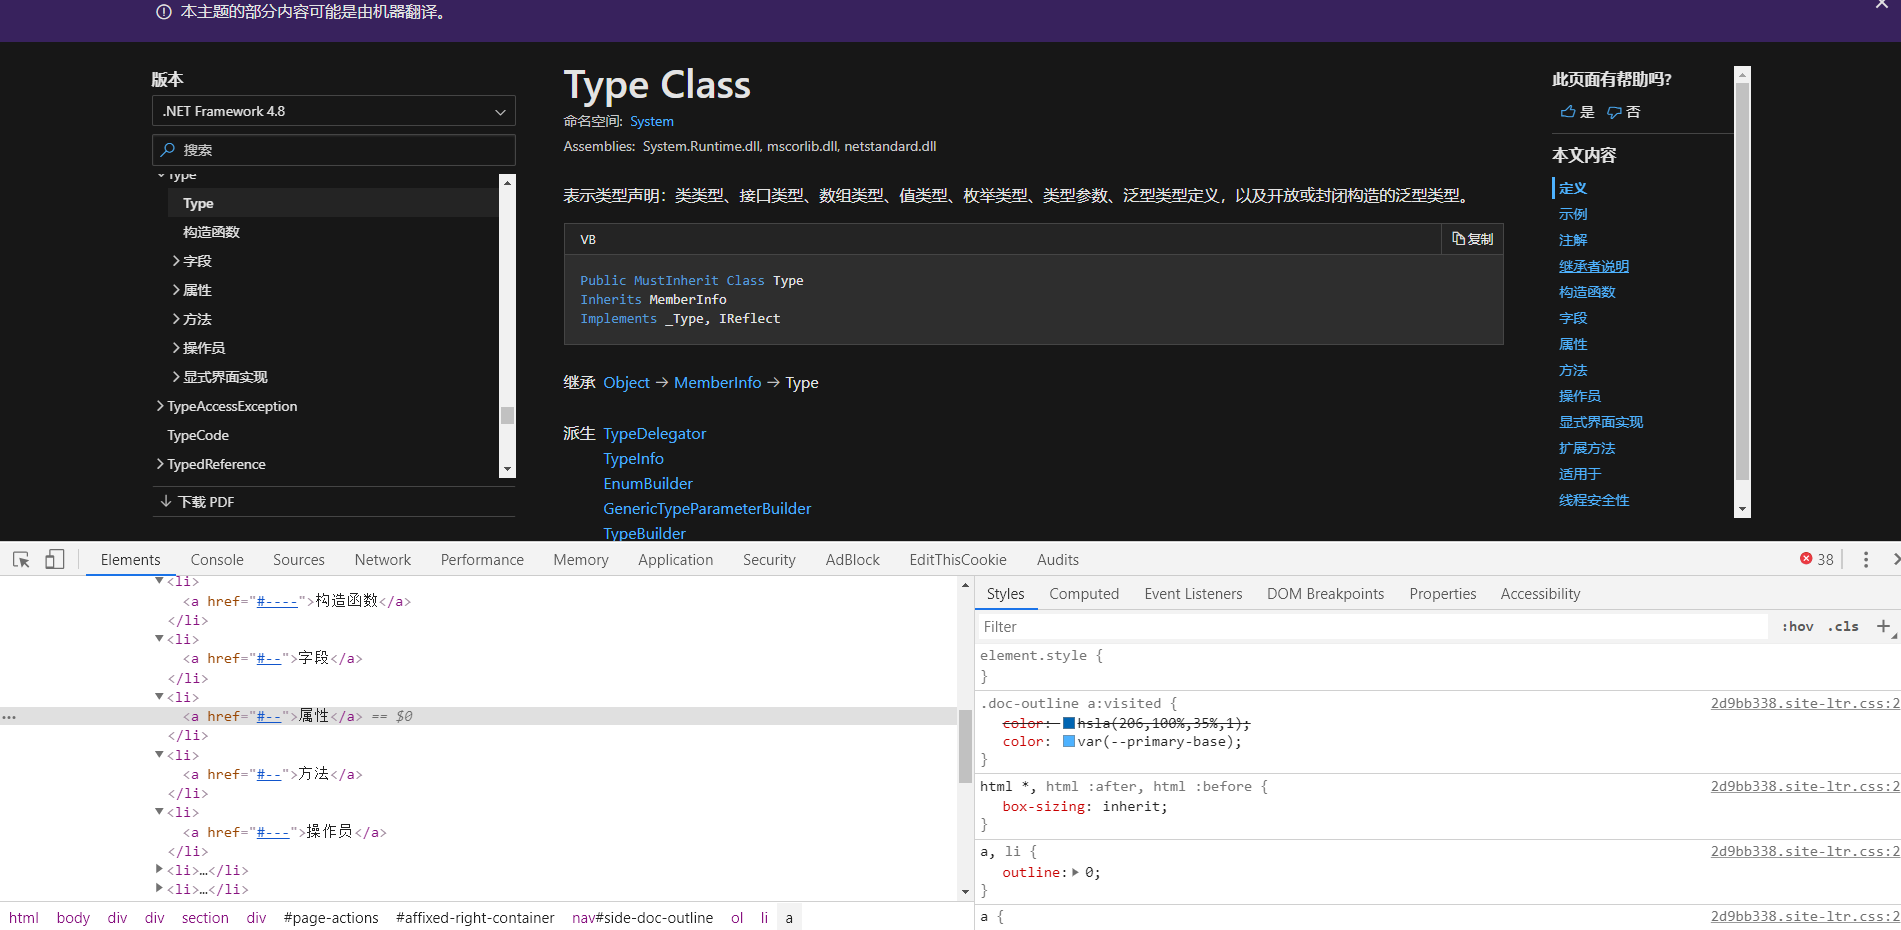 本主题的部分内容可能是由机器翻译。
版本
.NET Framework 4.8
搜索
Type
Type
构造函数
字段
属性
方法
操作员
显式界面实现
TypeAccessException
TypeCode
TypedReference
下载 PDF
Type Class
命名空间: System
Assemblies: System.Runtime.dll, mscorlib.dll, netstandard.dll
表示类型声明：类类型、接口类型、数组类型、值类型、枚举类型、类型参数、泛型类型定义，以及开放或封闭构造的泛型类型。
VB 复制
Public MustInherit Class Type
Inherits MemberInfo
Implements _Type, IReflect
继承 Object → MemberInfo → Type
派生 TypeDelegator
TypeInfo
EnumBuilder
GenericTypeParameterBuilder
TypeBuilder
此页面有帮助吗?
是 否
本文内容
定义
示例
注解
继承者说明
构造函数
字段
属性
方法
操作员
显式界面实现
扩展方法
适用于
线程安全性
Elements Console Sources Network Performance Memory Application Security AdBlock EditThisCookie Audits 38
<li>
<a href="#----">构造函数</a>
</li>
<li>
<a href="#--">字段</a>
</li>
<li>
... <a href="#--">属性</a> == $0
</li>
<li>
<a href="#--">方法</a>
</li>
<li>
<a href="#---">操作员</a>
</li>
<li>…</li>
<li>…</li>
html body div div section div #page-actions #affixed-right-container nav#side-doc-outline ol li a
Styles Computed Event Listeners DOM Breakpoints Properties Accessibility
Filter :hov .cls +
element.style {
}
.doc-outline a:visited { 2d9bb338.site-ltr.css:2
color: hsla(206,100%,35%,1);
color: var(--primary-base);
}
html *, html :after, html :before { 2d9bb338.site-ltr.css:2
box-sizing: inherit;
}
a, li { 2d9bb338.site-ltr.css:2
outline: 0;
}
a { 2d9bb338.site-ltr.css:2